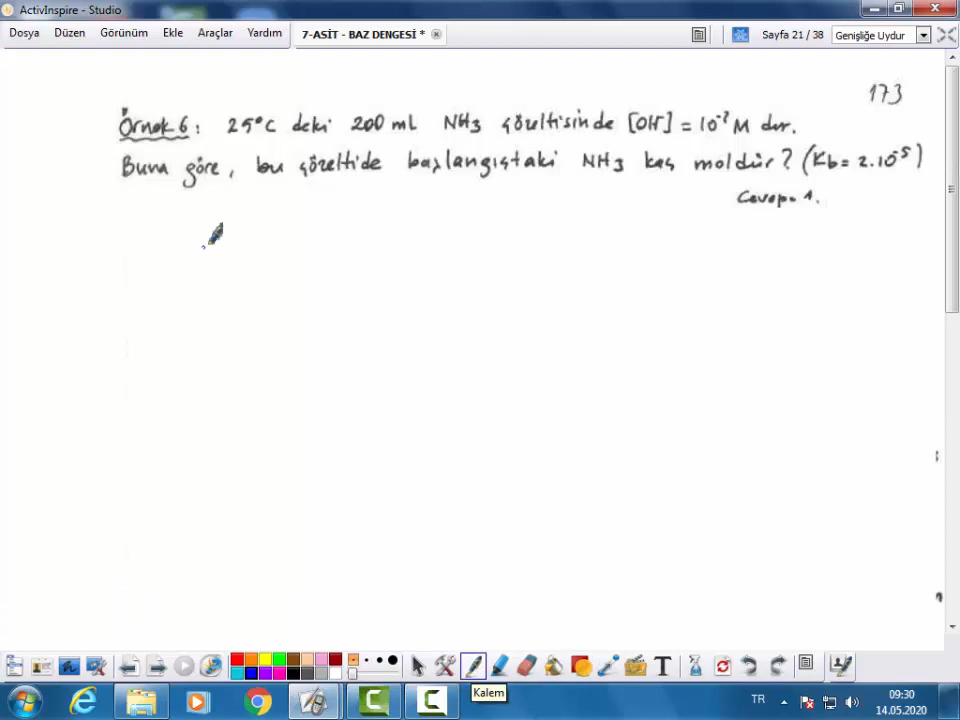 ActivInspire - Studio
Dosya Düzen Görünüm Ekle Araçlar Yardım 7-ASİT - BAZ DENGESİ * Sayfa 21 / 38 Genişliğe Uydur
173
Örnek 6: 25°C deki 200 ml NH3 çözeltisinde [OH-] = 10-2 M dır.
Buna göre, bu çözeltide başlangıçtaki NH3 kaç moldür? (Kb = 2.10-5)
Cevap= 1.
Kalem
TR 09:30
14.05.2020